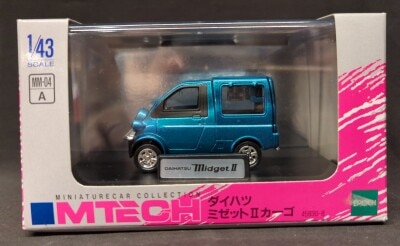 1/43
SCALE
MM-04
A
DAIHATSU Midget II
MINIATURECAR COLLECTION
MTECH
ダイハツ
ミゼットIIカーゴ
EPOCH